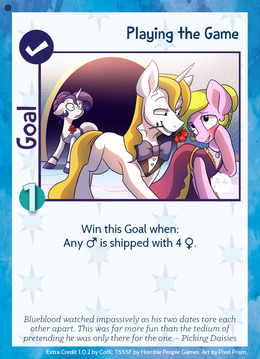 Playing the Game
Goal
1
Win this Goal when:
Any ♂ is shipped with 4 ♀.
Blueblood watched impassively as his two dates tore each
other apart. This was far more fun than the tedium of
pretending he was only there for the one. - Picking Daisies
Extra Credit 1.0.2 by CofK, TSSSF by Horrible People Games. Art by Pixel Prism.